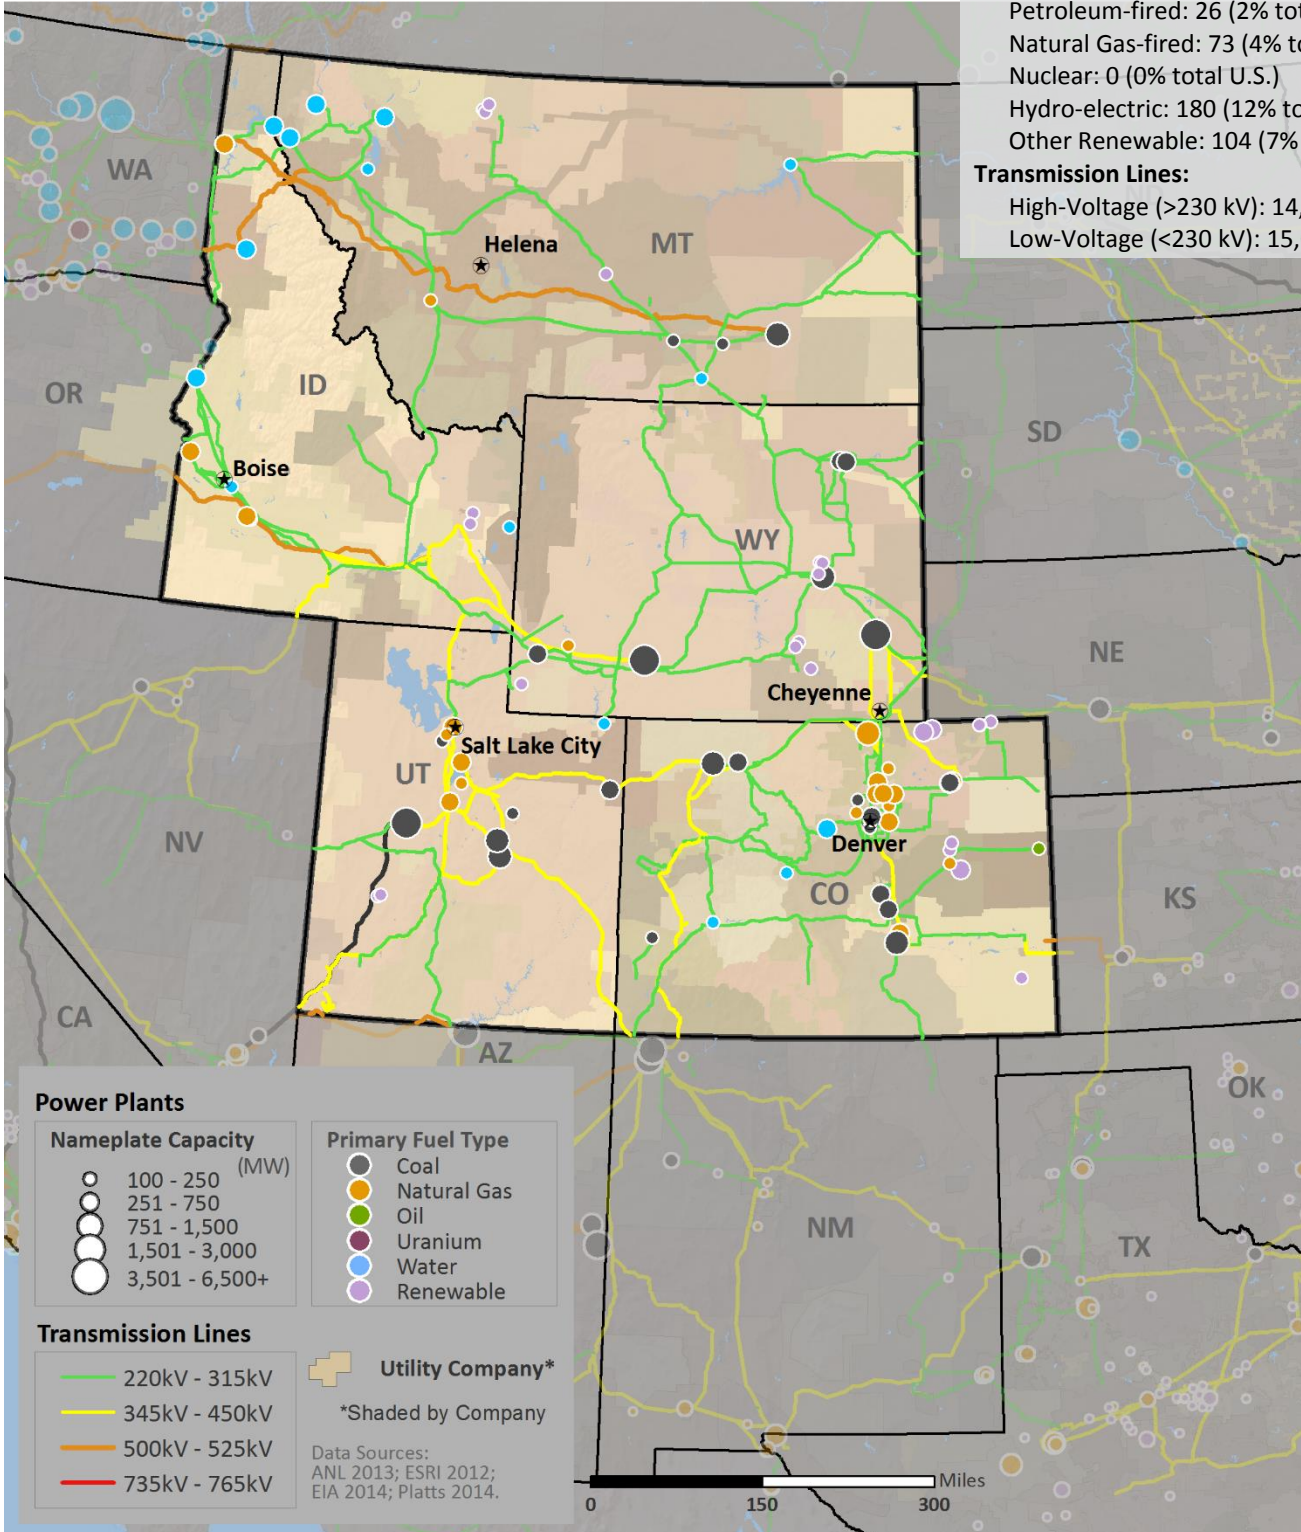 Petroleum-fired: 26 (2% tot
Natural Gas-fired: 73 (4% to
Nuclear: 0 (0% total U.S.)
Hydro-electric: 180 (12% to
Other Renewable: 104 (7%
Transmission Lines:
High-Voltage (>230 kV): 14,
Low-Voltage (<230 kV): 15,
WA
ND
Helena
MT
OR
ID
SD
Boise
WY
NE
Cheyenne
Salt Lake City
UT
NV
Denver
CO
KS
CA
AZ
OK
NM
TX
Power Plants
Nameplate Capacity
(MW)
100 - 250
251 - 750
751 - 1,500
1,501 - 3,000
3,501 - 6,500+
Primary Fuel Type
Coal
Natural Gas
Oil
Uranium
Water
Renewable
Transmission Lines
220kV - 315kV
345kV - 450kV
500kV - 525kV
735kV - 765kV
Utility Company*
*Shaded by Company
Data Sources:
ANL 2013; ESRI 2012;
EIA 2014; Platts 2014.
Miles
0 150 300